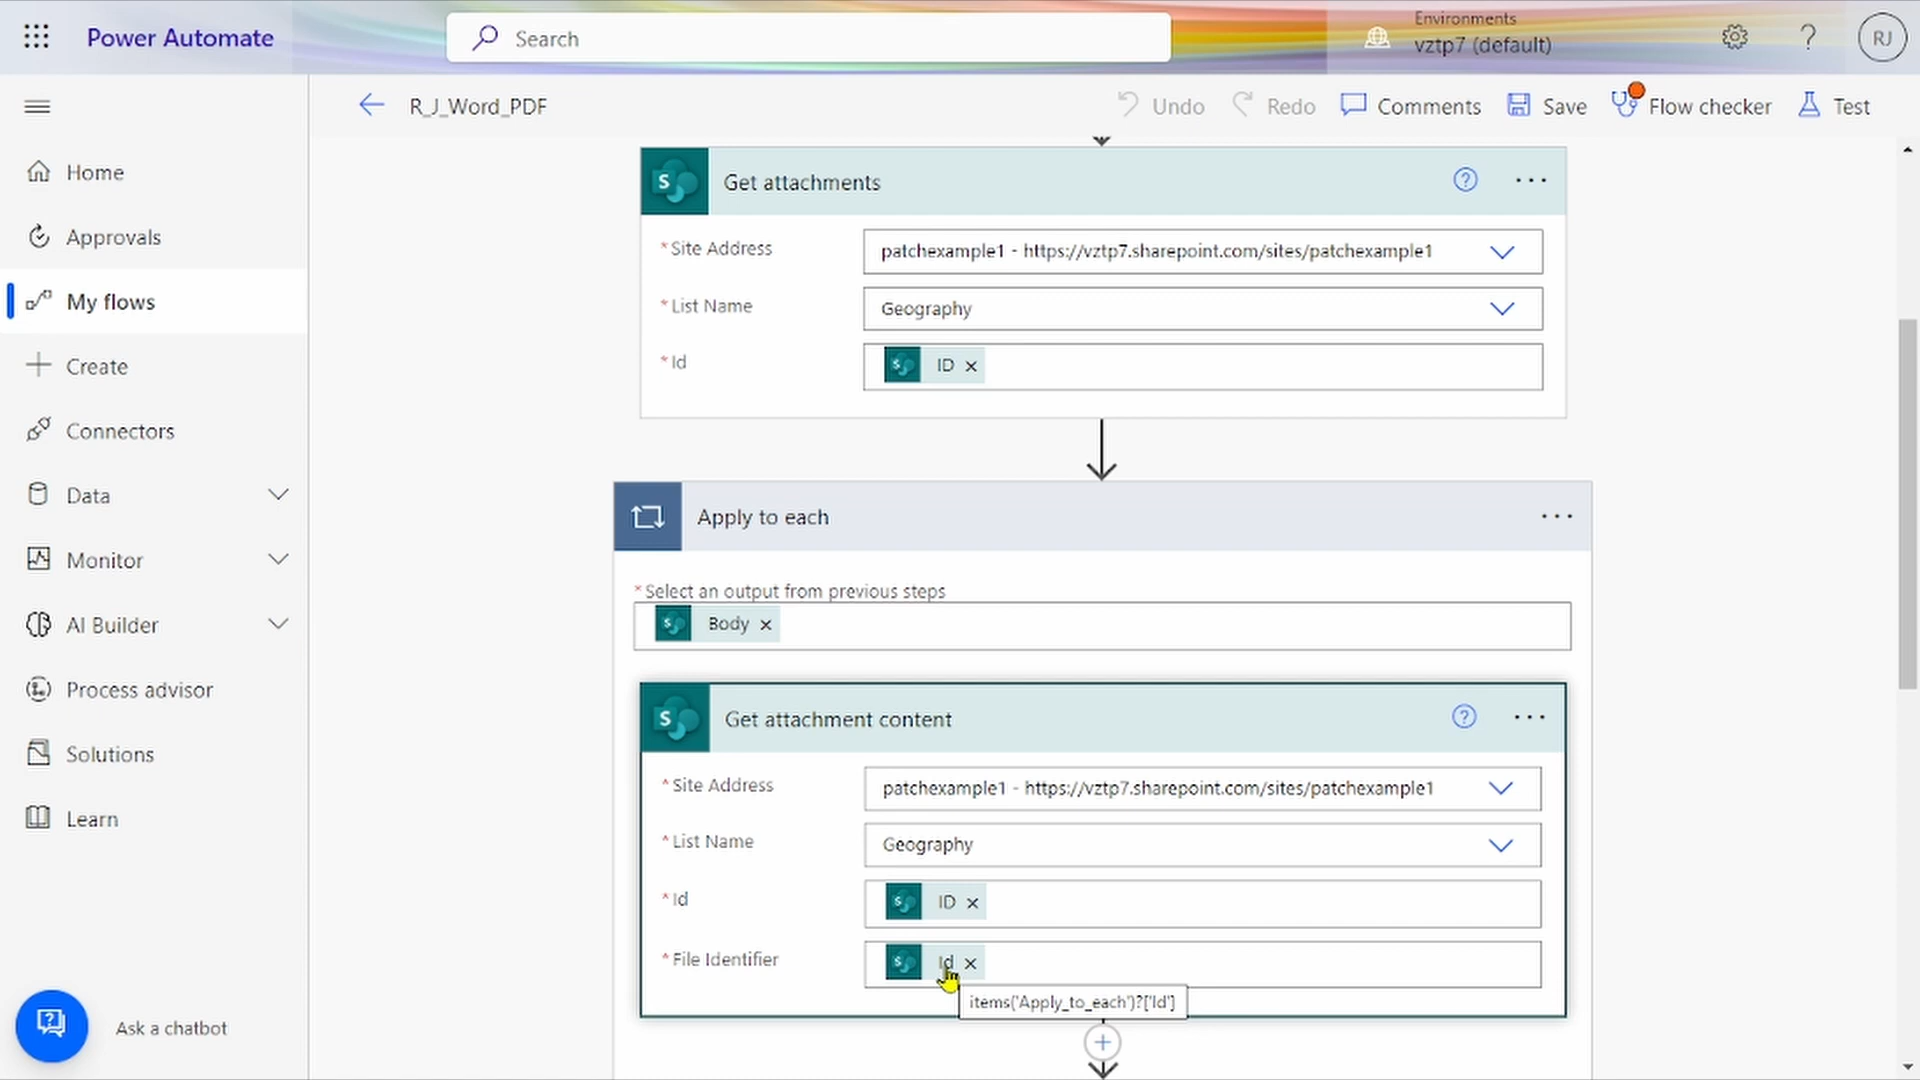 Power Automate
Search
Environments
vztp7 (default)
?
RJ
R_J_Word_PDF
Undo
Redo
Comments
Save
Flow checker
Test
Home
Approvals
My flows
Create
Connectors
Data
Monitor
AI Builder
Process advisor
Solutions
Learn
Ask a chatbot
S
Get attachments
?
...
* Site Address
patchexample1 - https://vztp7.sharepoint.com/sites/patchexample1
* List Name
Geography
* Id
S
ID ×
Apply to each
...
* Select an output from previous steps
S
Body ×
S
Get attachment content
?
...
* Site Address
patchexample1 - https://vztp7.sharepoint.com/sites/patchexample1
* List Name
Geography
* Id
S
ID ×
* File Identifier
S
Id ×
items('Apply_to_each')?['Id']